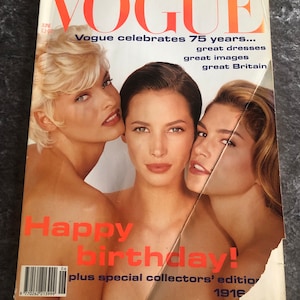 VOGUE
Vogue celebrates 75 years...
great dresses
great images
great Britain
Happy
birthday!
plus special collectors' edition
1916